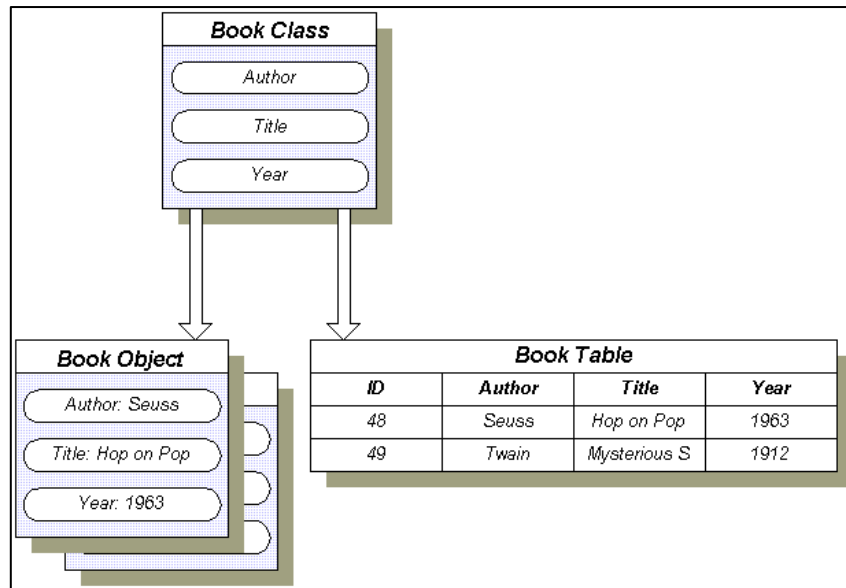 Book Class
Author
Title
Year
Book Object
Author: Seuss
Title: Hop on Pop
Year: 1963
Book Table
ID Author Title Year
48 Seuss Hop on Pop 1963
49 Twain Mysterious S 1912